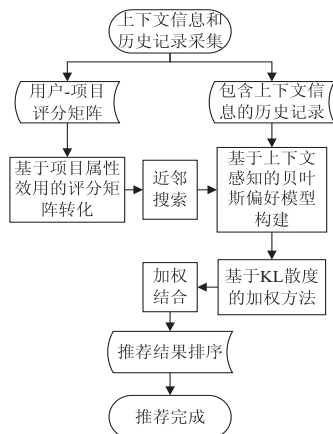 上下文信息和
历史记录采集
用户-项目
评分矩阵
包含上下文信
息的历史记录
基于项目属性
效用的评分矩
阵转化
近邻
搜索
基于上下文
感知的贝叶
斯偏好模型
构建
加权
结合
基于KL散度
的加权方法
推荐结果排序
推荐完成